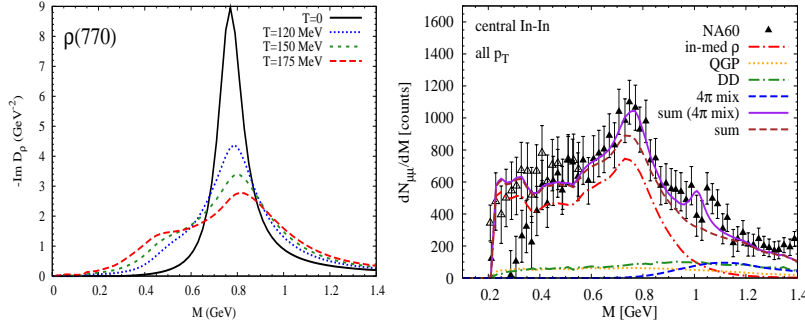 ρ(770)
T=0
T=120 MeV
T=150 MeV
T=175 MeV
-Im Dρ (GeV⁻²)
9
8
7
6
5
4
3
2
1
0
0 0.2 0.4 0.6 0.8 1 1.2 1.4
M (GeV)
central In-In
all pT
NA60
in-med ρ
QGP
DD
4π mix
sum (4π mix)
sum
dNμμ/dM [counts]
1600
1400
1200
1000
800
600
400
200
0
0.2 0.4 0.6 0.8 1.0 1.2 1.4
M [GeV]